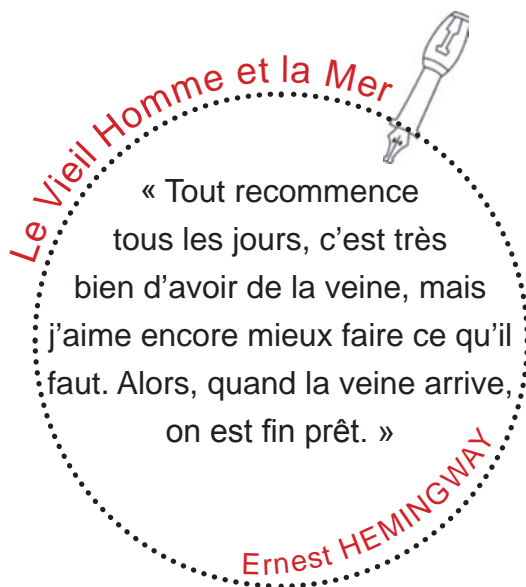 Le Vieil Homme et la Mer
« Tout recommence
tous les jours, c’est très
bien d’avoir de la veine, mais
j’aime encore mieux faire ce qu’il
faut. Alors, quand la veine arrive,
on est fin prêt. »
Ernest HEMINGWAY